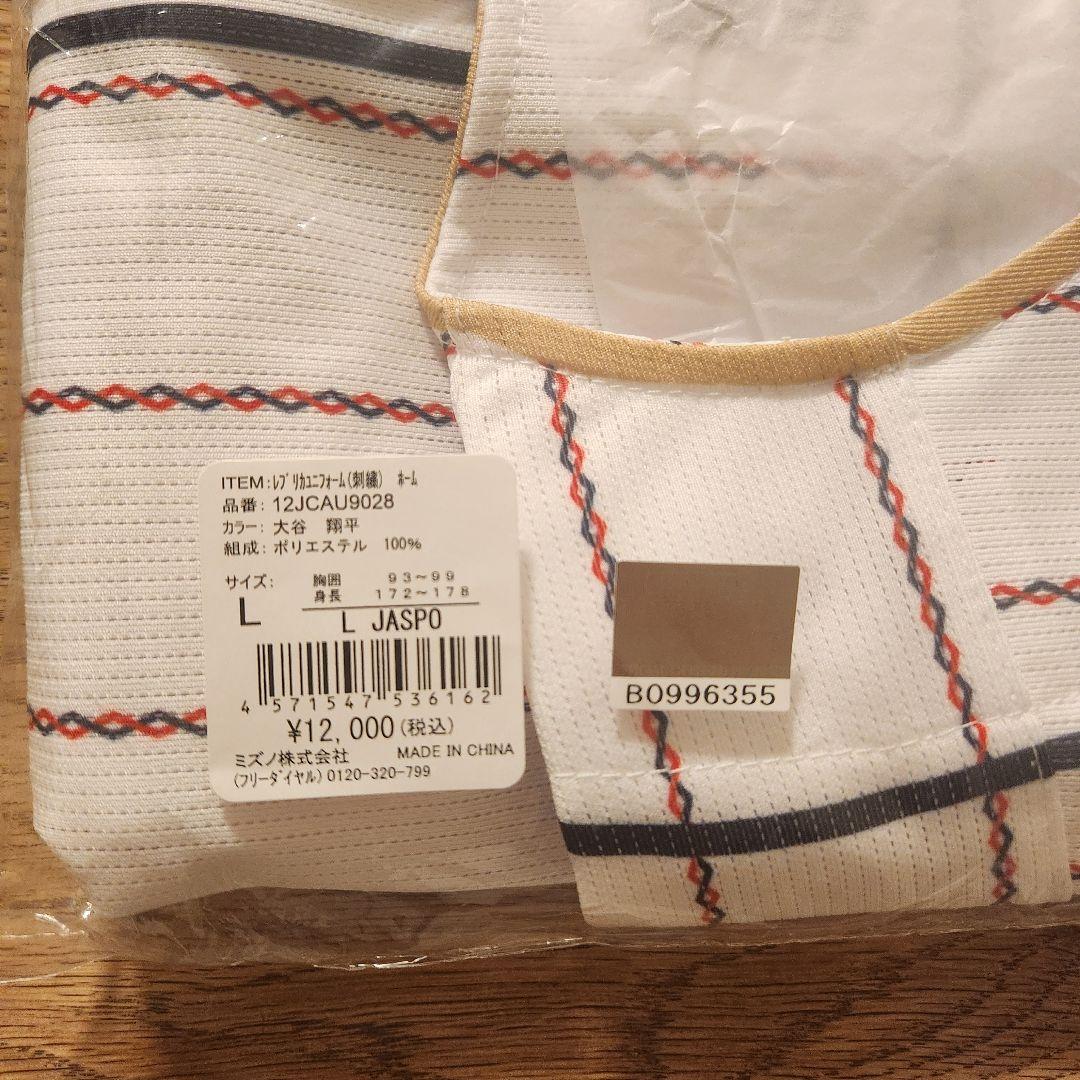 ITEM:ﾚﾌﾟﾘｶﾕﾆﾌｫｰﾑ(刺繡) ﾎｰﾑ
品番: 12JCAU9028
カラー: 大谷 翔平
組成: ポリエステル 100%
サイズ: 胸囲 93~99
L 身長 172~178
L JASPO
4 571547 536162
¥12,000(税込)
ミズノ株式会社 MADE IN CHINA
(フリーダイヤル) 0120-320-799
B0996355